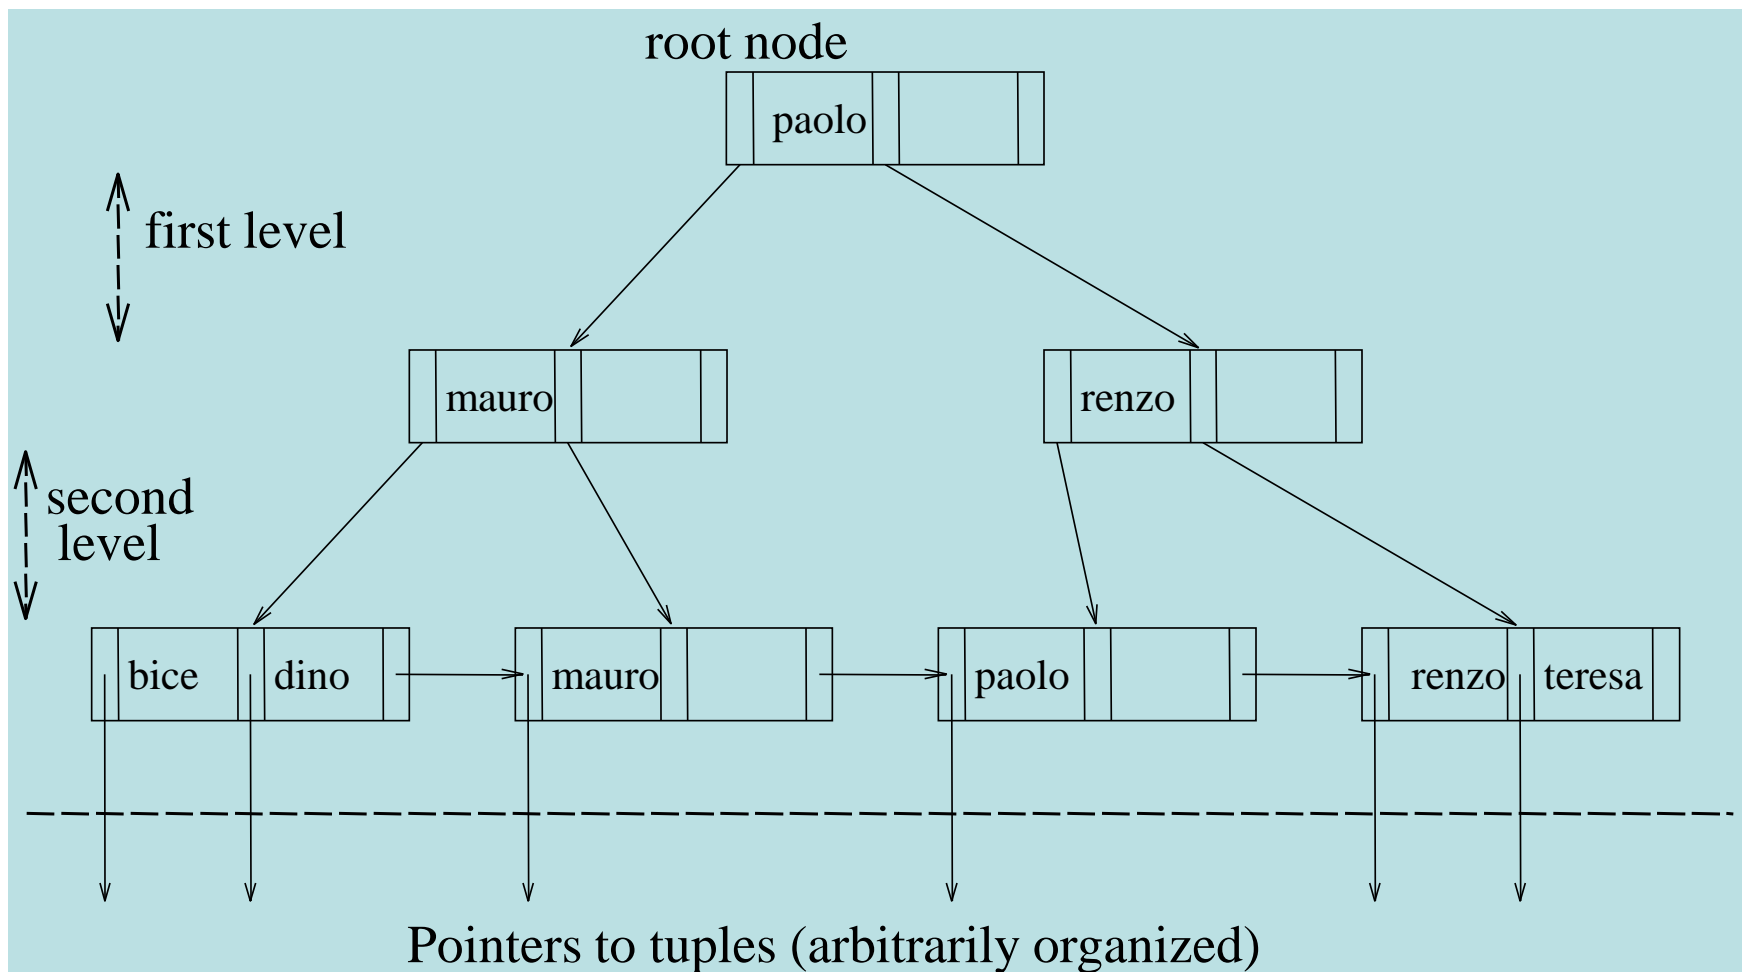 root node
paolo
first level
mauro
renzo
second
level
bice dino mauro paolo renzo teresa
Pointers to tuples (arbitrarily organized)